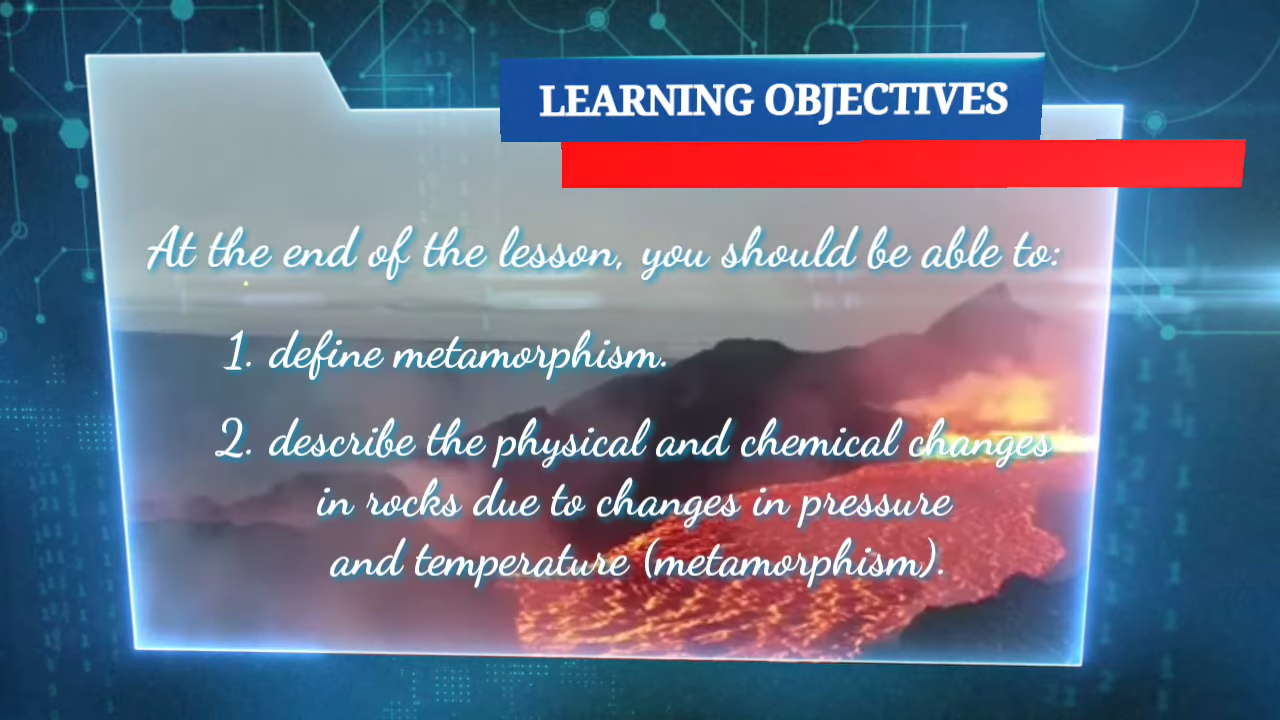 LEARNING OBJECTIVES
At the end of the lesson, you should be able to:
1. define metamorphism.
2. describe the physical and chemical changes
in rocks due to changes in pressure
and temperature (metamorphism).